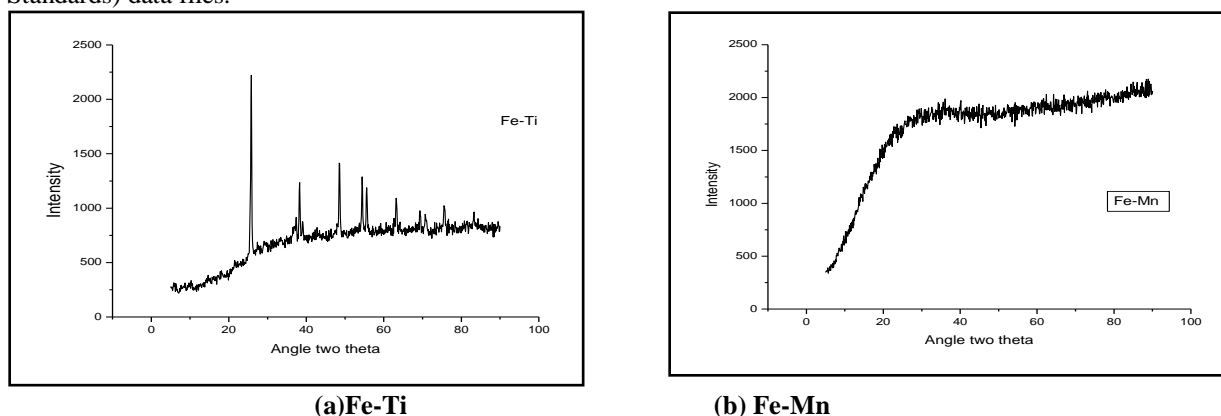 Standards) data files.
2500
2000
1500
1000
500
0
Intensity
Fe-Ti
0 20 40 60 80 100
Angle two theta
2500
2000
1500
1000
500
0
Intensity
Fe-Mn
0 20 40 60 80 100
Angle two theta
(a)Fe-Ti
(b) Fe-Mn